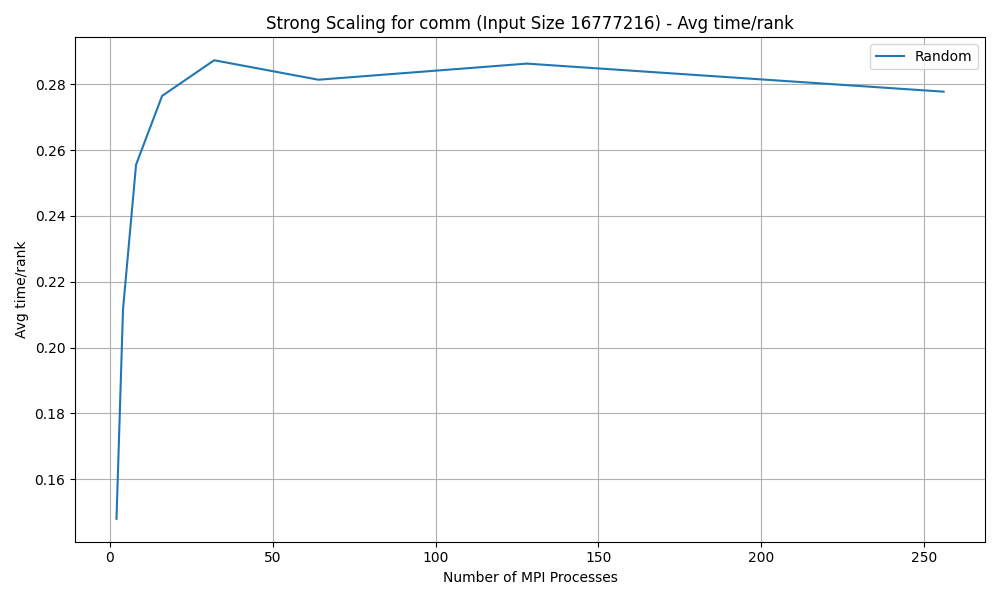 Strong Scaling for comm (Input Size 16777216) - Avg time/rank
Random
0.28
0.26
0.24
0.22
0.20
0.18
0.16
Avg time/rank
0 50 100 150 200 250
Number of MPI Processes